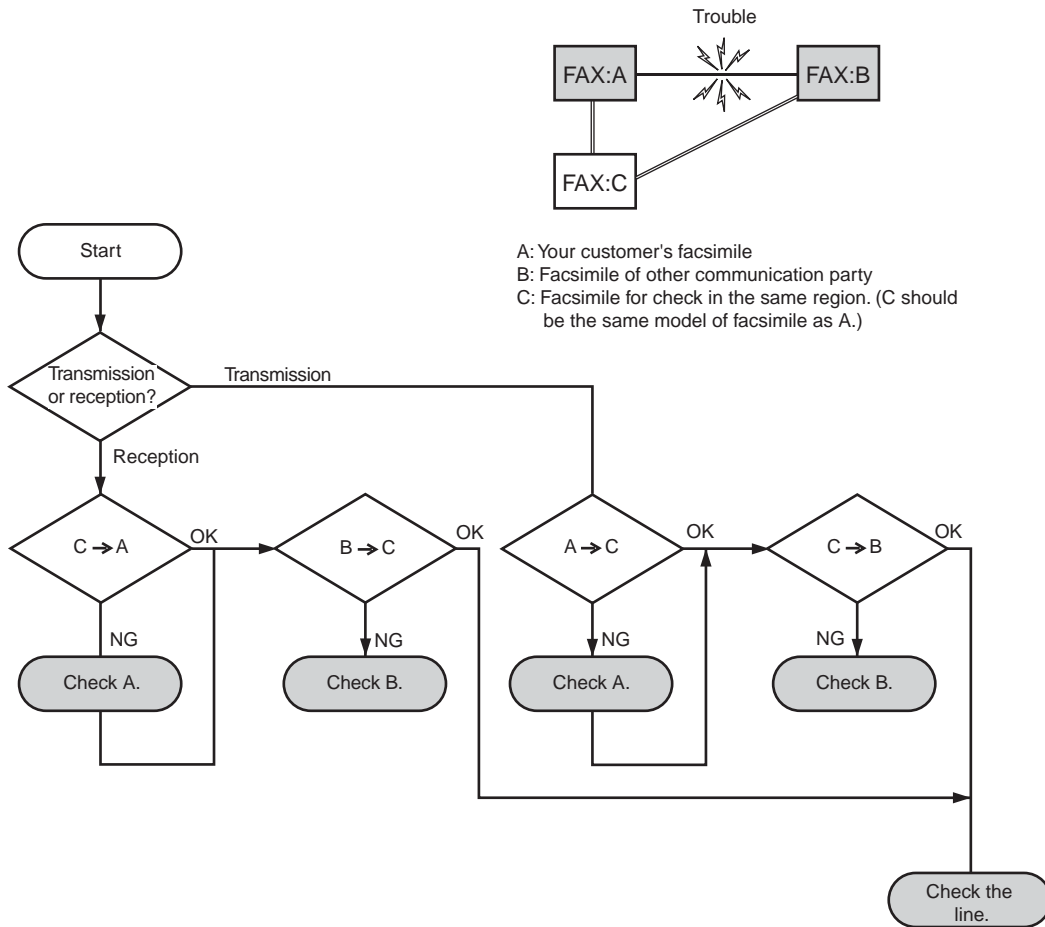 Trouble
FAX:A
FAX:B
FAX:C
A: Your customer's facsimile
B: Facsimile of other communication party
C: Facsimile for check in the same region. (C should
be the same model of facsimile as A.)
Start
Transmission
or reception?
Transmission
Reception
C → A
OK
B → C
OK
A → C
OK
C → B
OK
NG
NG
NG
NG
Check A.
Check B.
Check A.
Check B.
Check the
line.